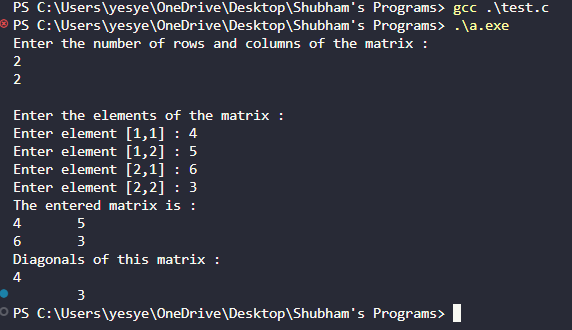 PS C:\Users\yesye\OneDrive\Desktop\Shubham's Programs> gcc .\test.c
PS C:\Users\yesye\OneDrive\Desktop\Shubham's Programs> .\a.exe
Enter the number of rows and columns of the matrix :
2
2

Enter the elements of the matrix :
Enter element [1,1] : 4
Enter element [1,2] : 5
Enter element [2,1] : 6
Enter element [2,2] : 3
The entered matrix is :
4       5
6       3
Diagonals of this matrix :
4
        3
PS C:\Users\yesye\OneDrive\Desktop\Shubham's Programs>